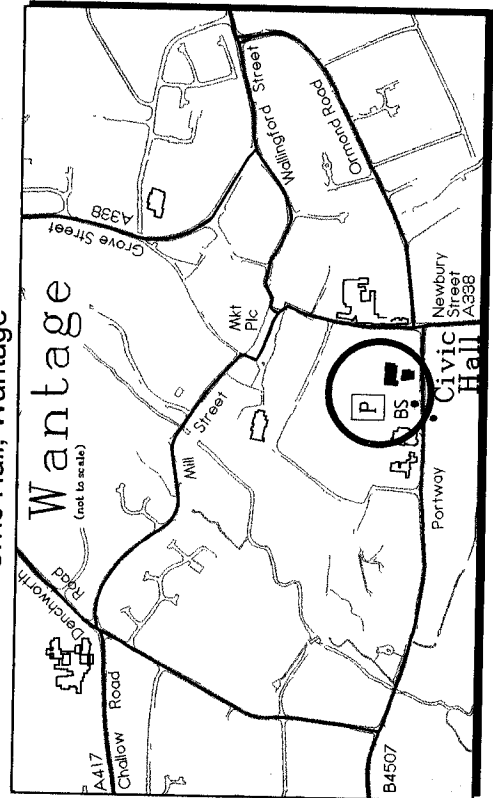 Wantage
(not to scale)
Denchworth
Road
A417
Challow Road
Mill Street
Grove Street
A338
Mkt
Plc
Wallingford Street
Ormond Road
Newbury
Street
A338
P
BS
Civic
Hall
Portway
B4507